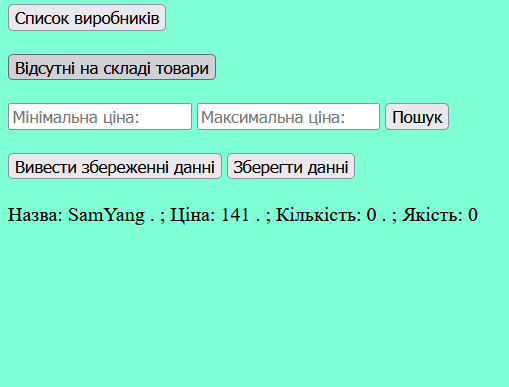 Список виробників
Відсутні на складі товари
Мінімальна ціна: Максимальна ціна: Пошук
Вивести збереженні данні Зберегти данні
Назва: SamYang . ; Ціна: 141 . ; Кількість: 0 . ; Якість: 0